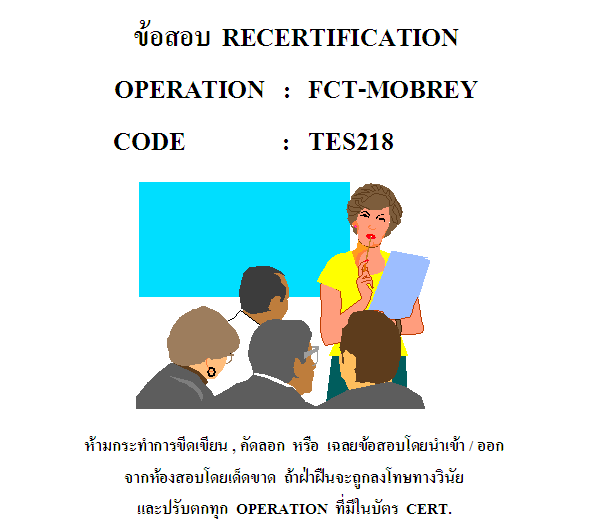 ข้อสอบ RECERTIFICATION
OPERATION : FCT-MOBREY
CODE : TES218
ห้ามกระทำการขีดเขียน , คัดลอก หรือ เฉลยข้อสอบโดยนำเข้า / ออก
จากห้องสอบโดยเด็ดขาด ถ้าฝ่าฝืนจะถูกลงโทษทางวินัย
และปรับตกทุก OPERATION ที่มีในบัตร CERT.